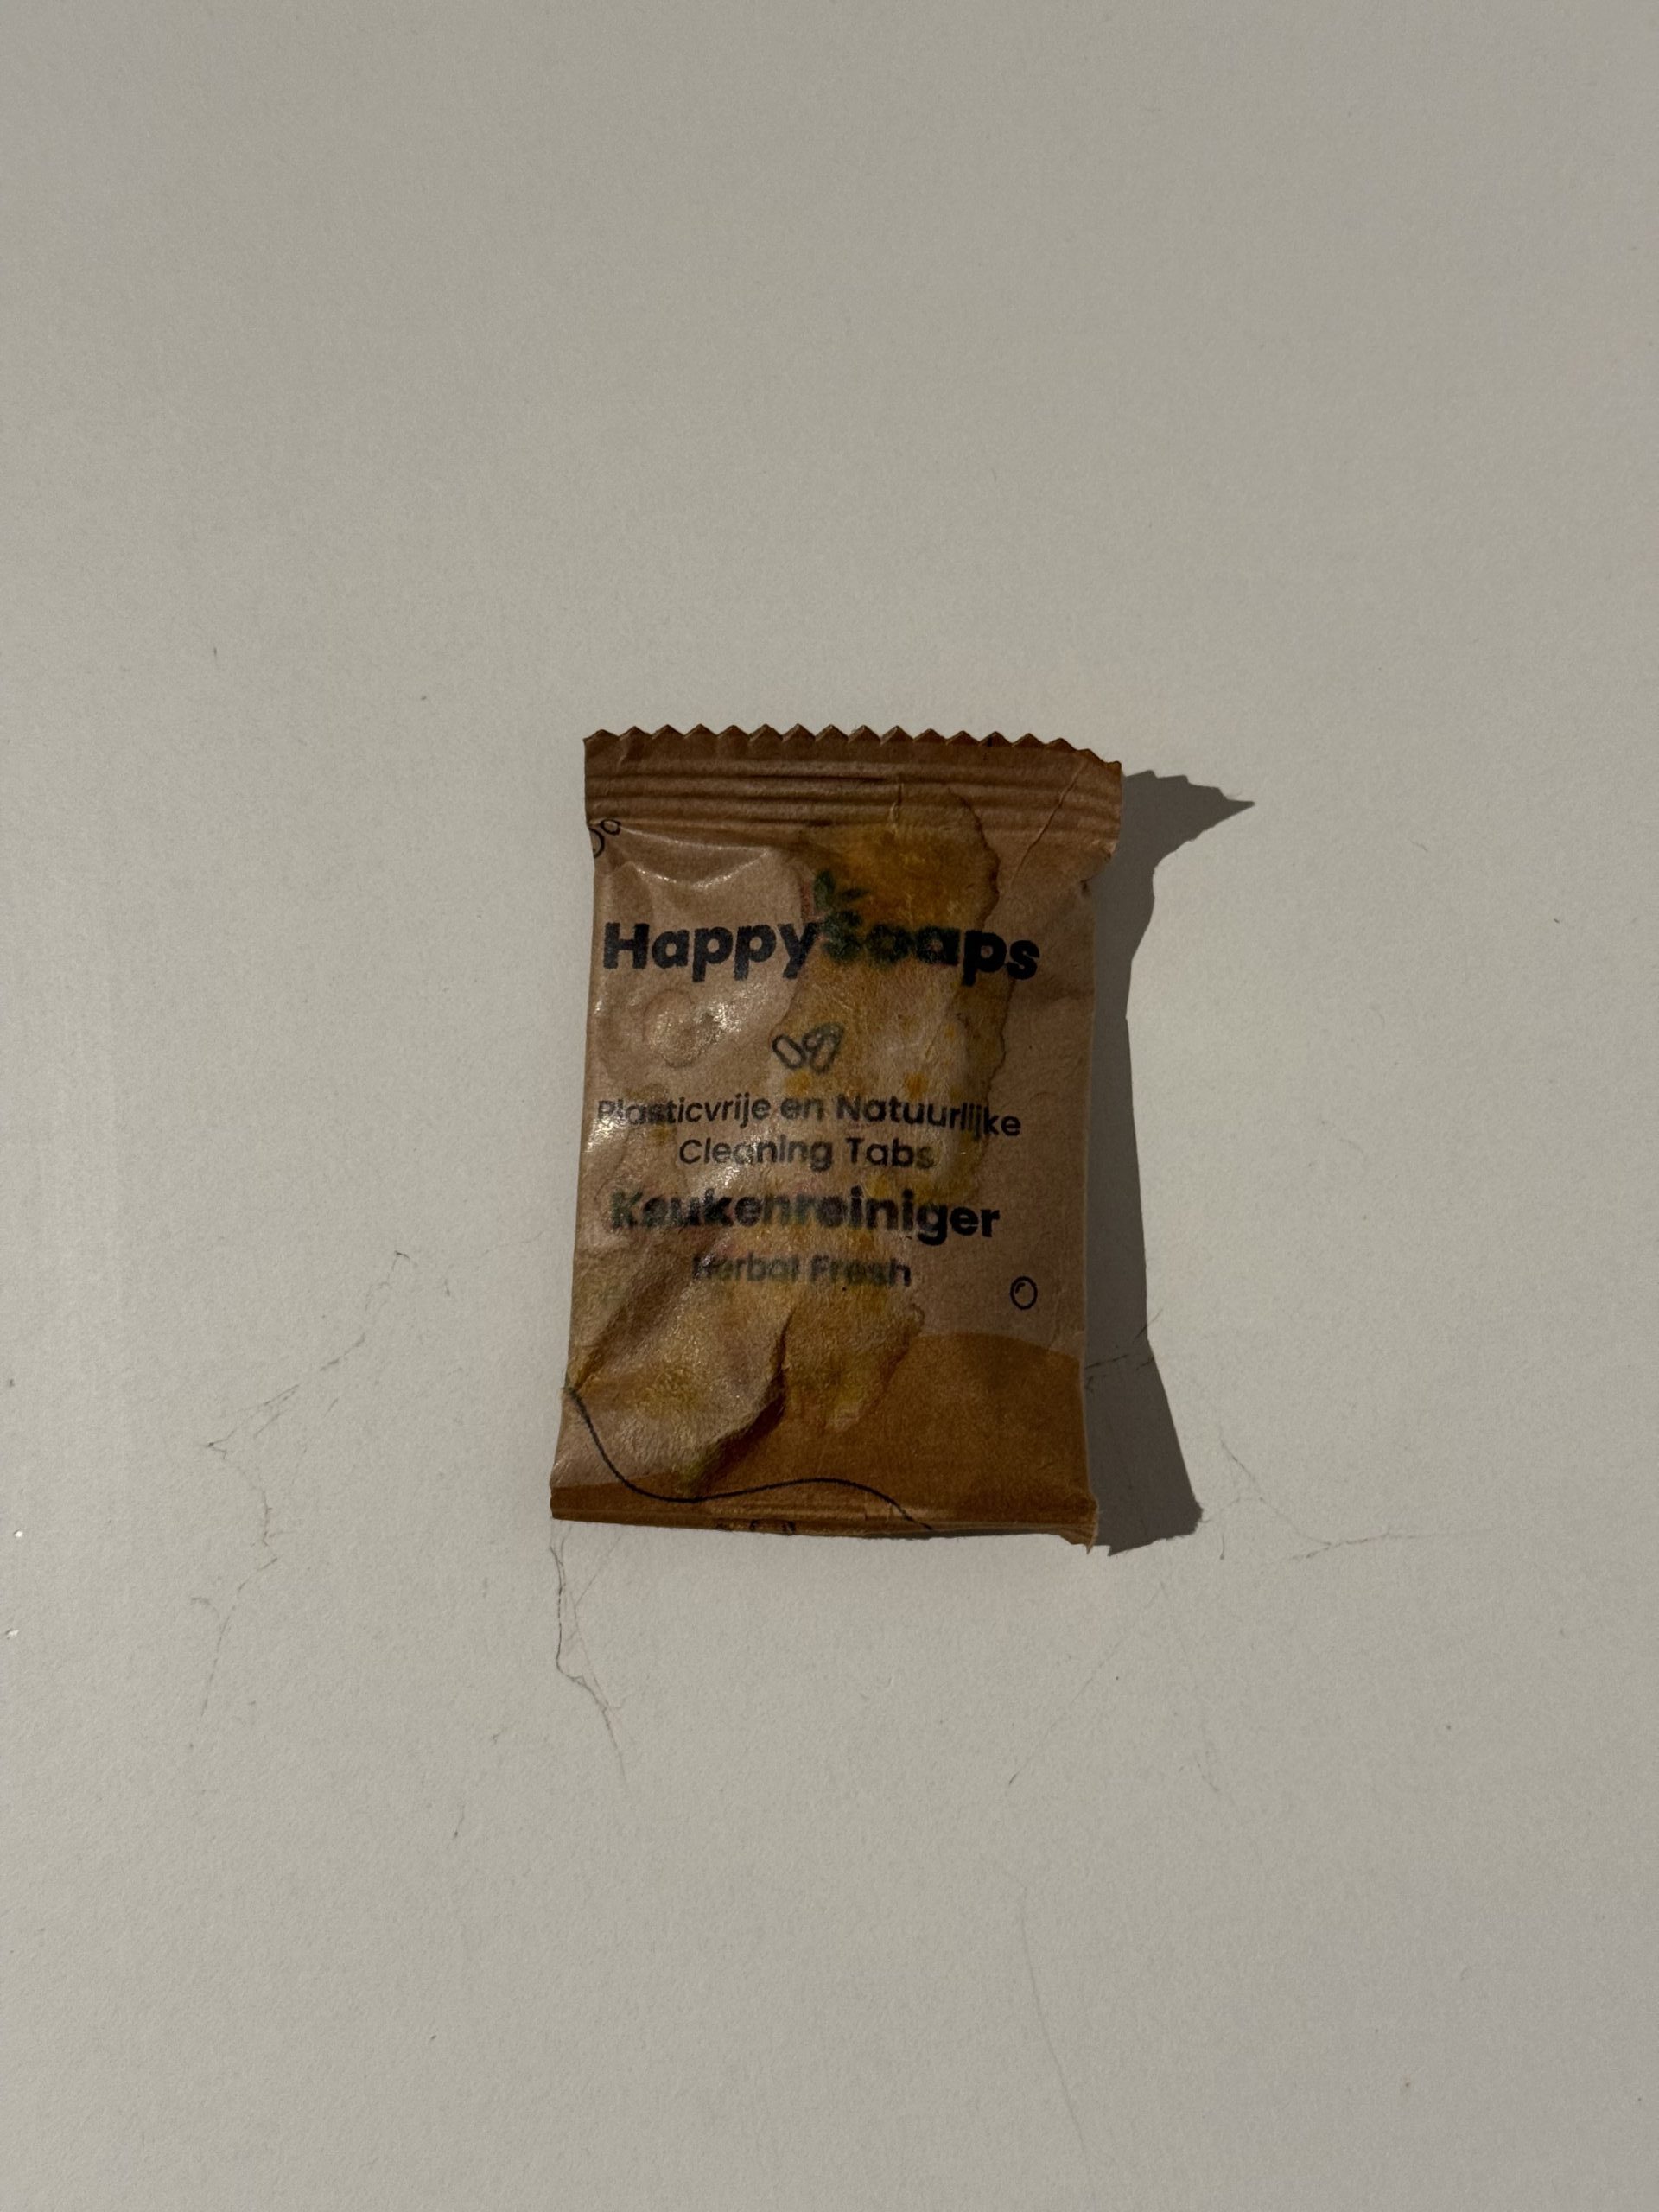 HappySoaps
Plasticvrije en Natuurlijke
Cleaning Tabs
Keukenreiniger
Herbal Fresh